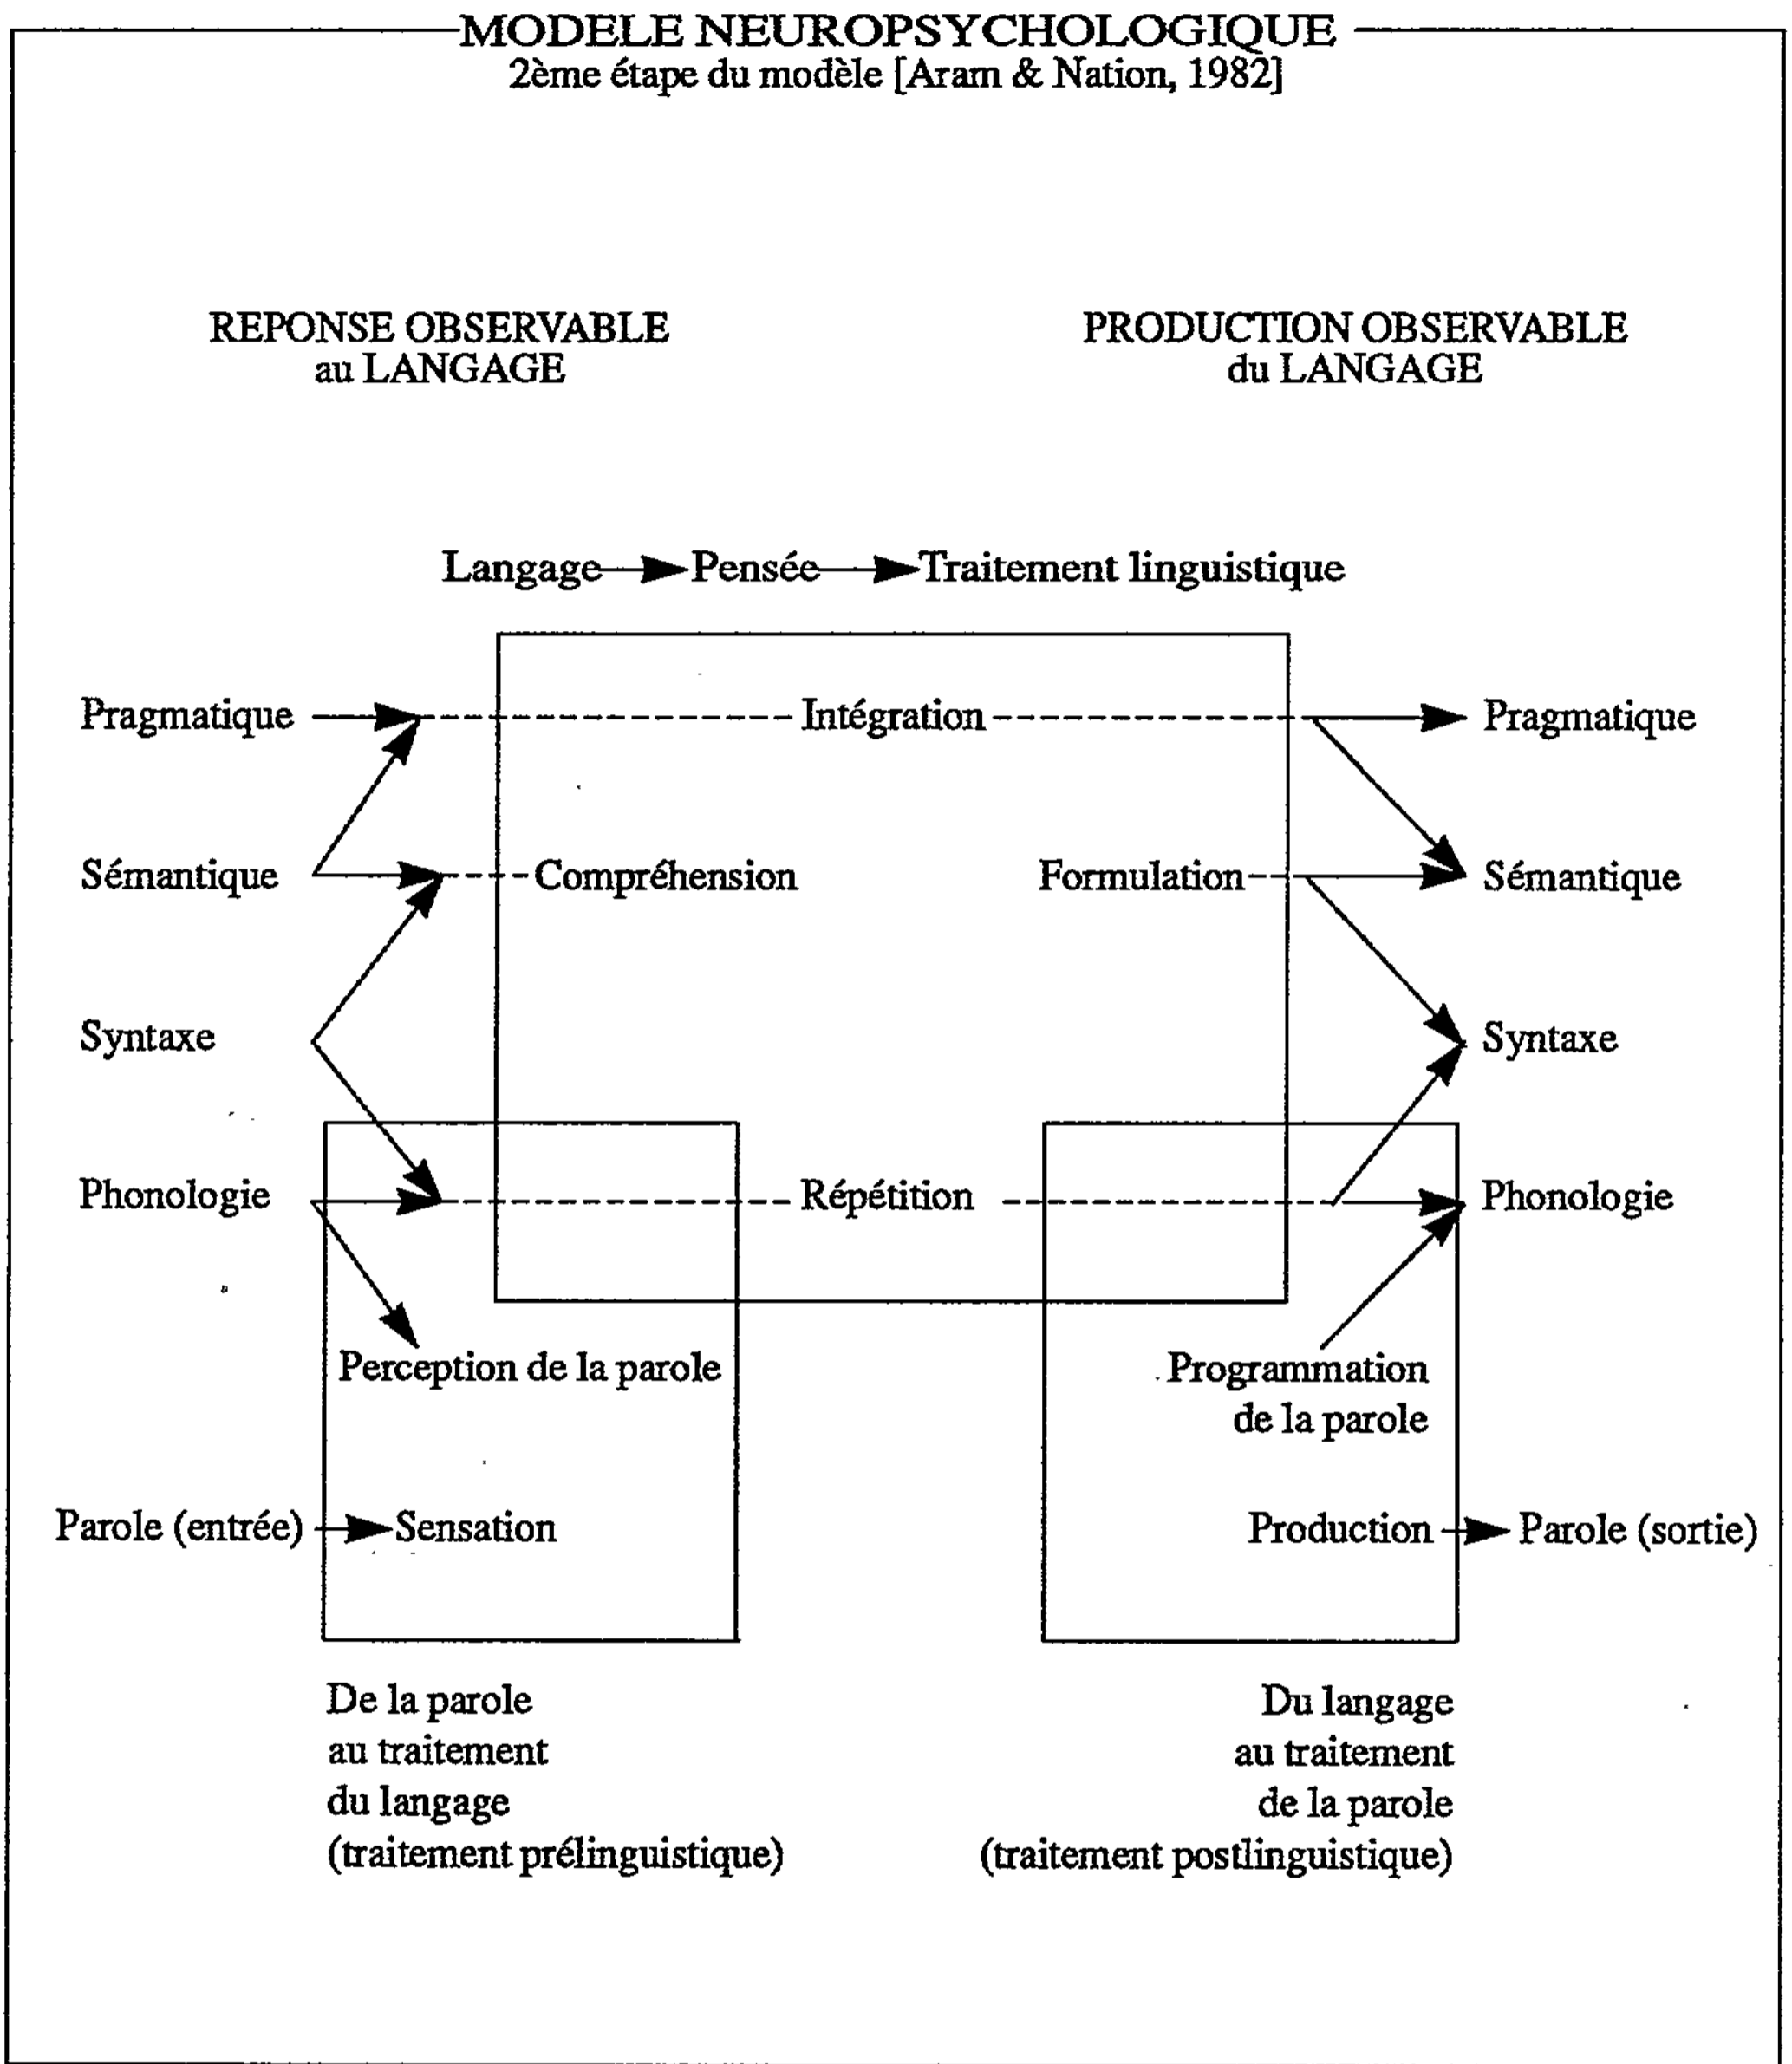 MODELE NEUROPSYCHOLOGIQUE
2ème étape du modèle [Aram & Nation, 1982]
REPONSE OBSERVABLE
au LANGAGE
PRODUCTION OBSERVABLE
du LANGAGE
Langage Pensée Traitement linguistique
Pragmatique Intégration Pragmatique
Sémantique Compréhension Formulation Sémantique
Syntaxe Syntaxe
Phonologie Répétition Phonologie
Perception de la parole Programmation
de la parole
Parole (entrée) Sensation Production Parole (sortie)
De la parole
au traitement
du langage
(traitement prélinguistique)
Du langage
au traitement
de la parole
(traitement postlinguistique)